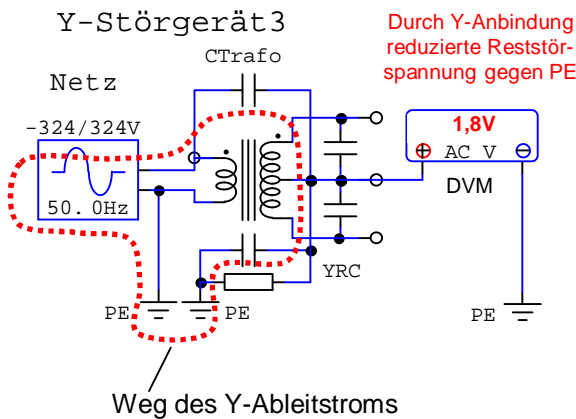 Y-Störgerät3
Durch Y-Anbindung
reduzierte Reststör-
spannung gegen PE
CTrafo
Netz
-324/324V
1,8V
AC V
DVM
50.0Hz
YRC
PE
PE
PE
Weg des Y-Ableitstroms